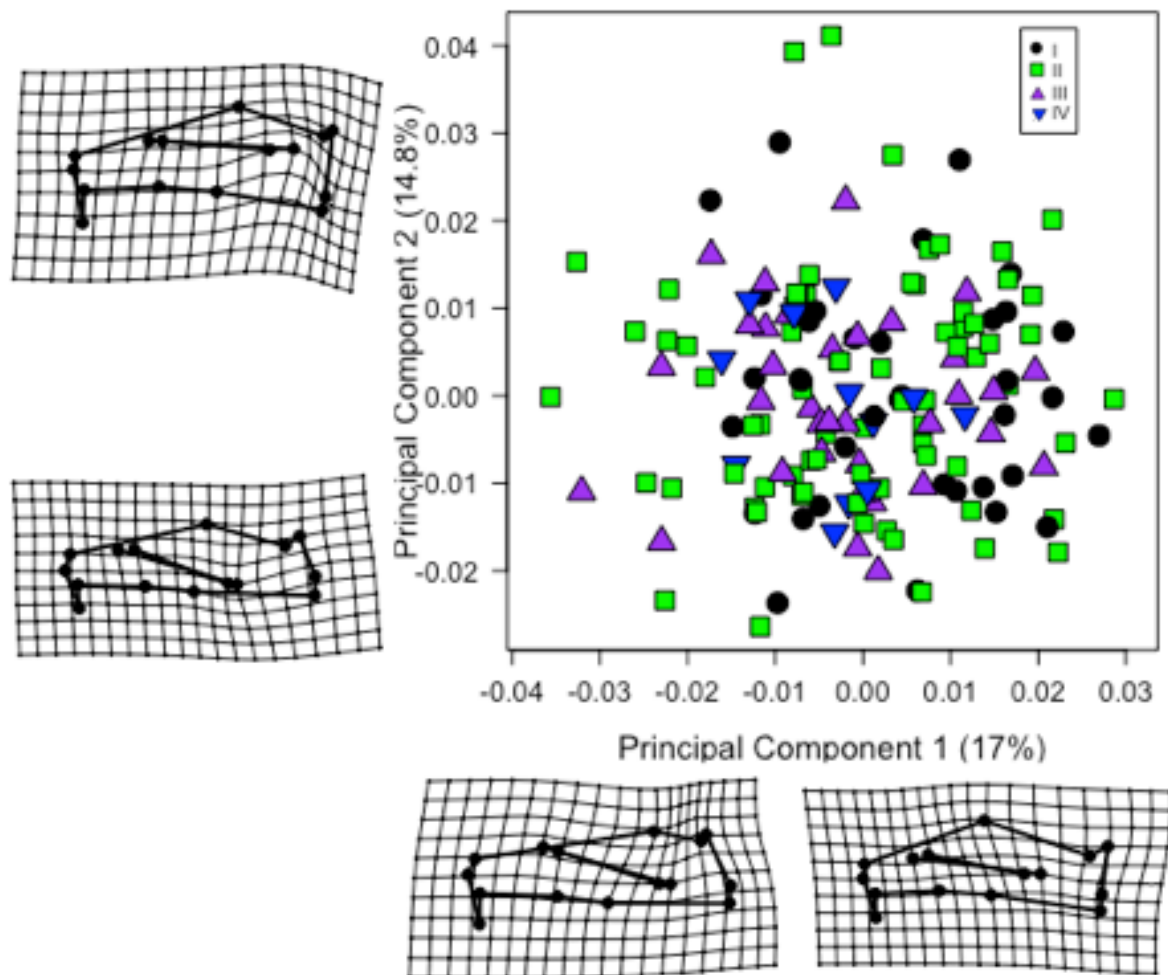 Principal Component 2 (14.8%)
0.04
0.03
0.02
0.01
0.00
-0.01
-0.02
I
II
III
IV
-0.04 -0.03 -0.02 -0.01 0.00 0.01 0.02 0.03
Principal Component 1 (17%)